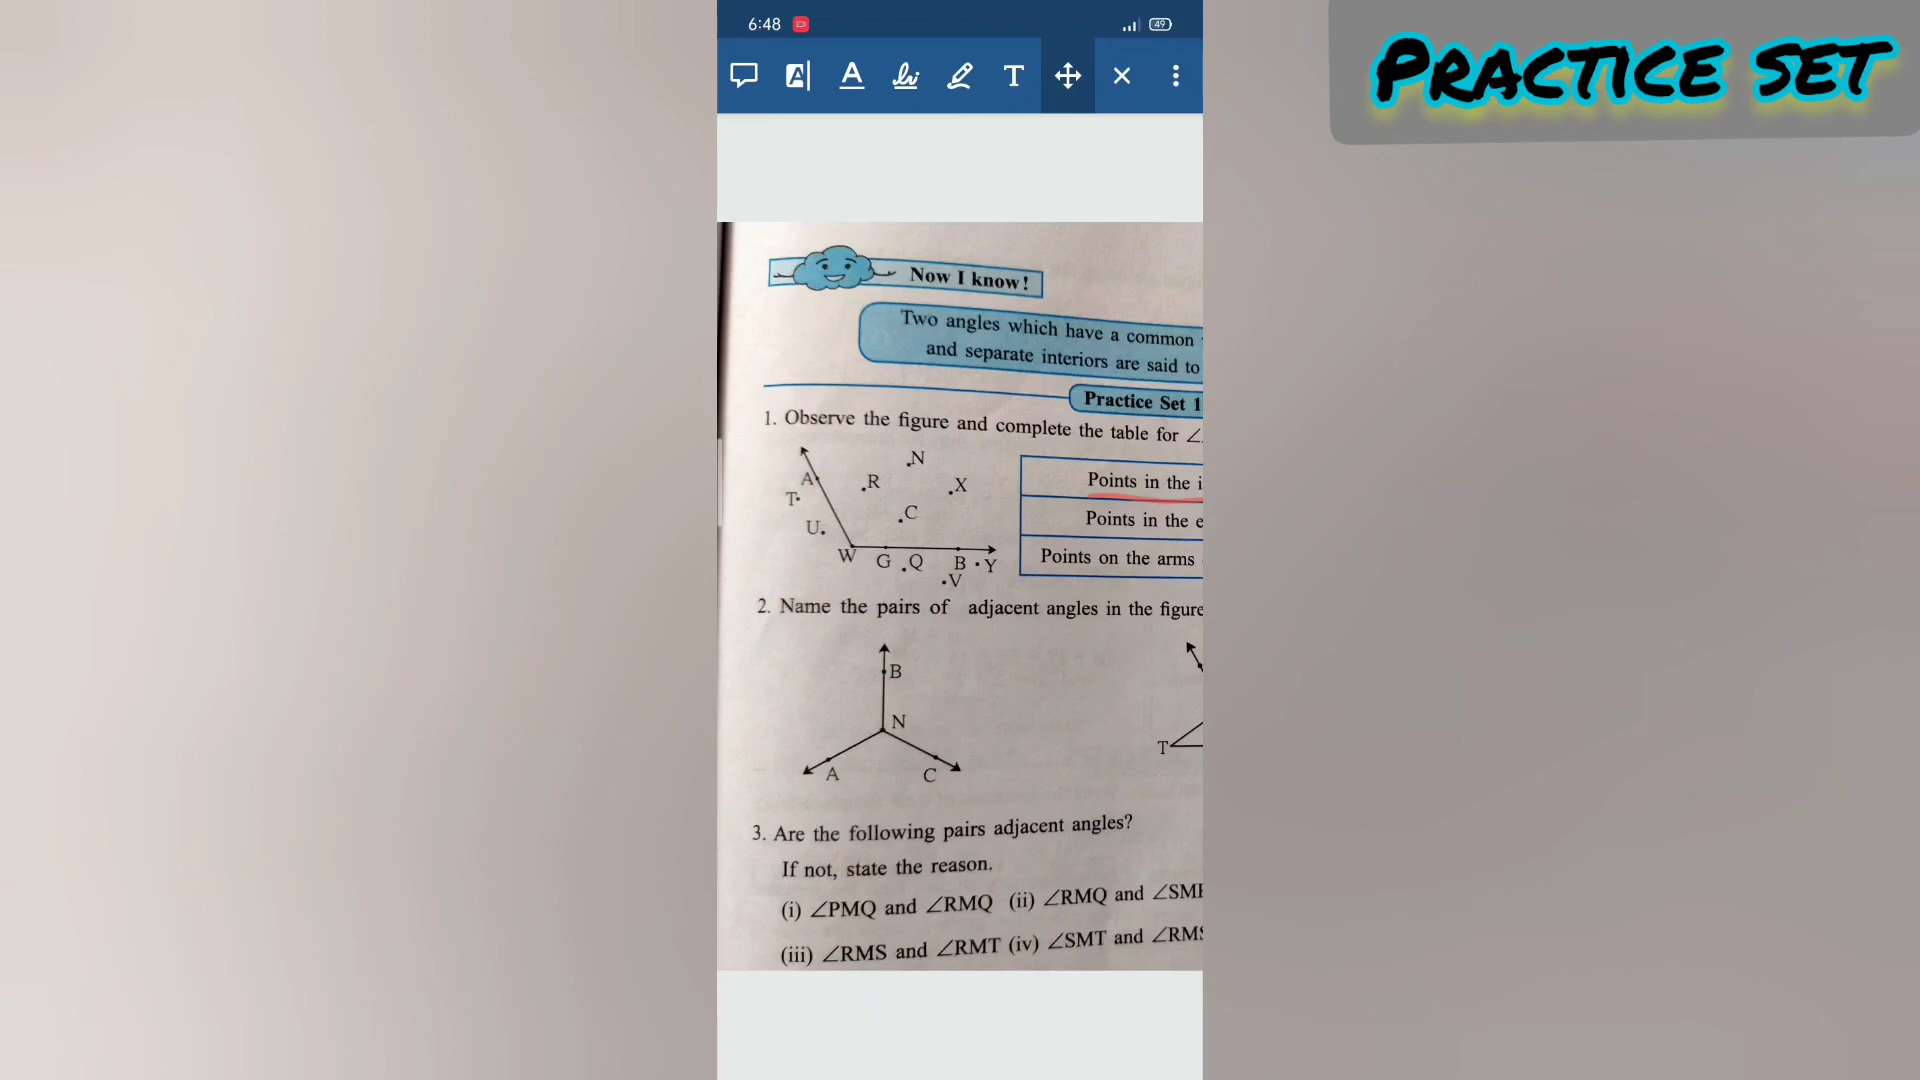 6:48
49
PRACTICE SET
A
A
T
Now I know!
Two angles which have a common
and separate interiors are said to
Practice Set 1
1. Observe the figure and complete the table for ∠
.N
A
.R
.X
T.
.C
U.
W
G
.Q
B
.Y
.V
Points in the i
Points in the e
Points on the arms
2. Name the pairs of adjacent angles in the figure
B
N
A
C
T
3. Are the following pairs adjacent angles?
If not, state the reason.
(i) ∠PMQ and ∠RMQ (ii) ∠RMQ and ∠SM
(iii) ∠RMS and ∠RMT (iv) ∠SMT and ∠RMS